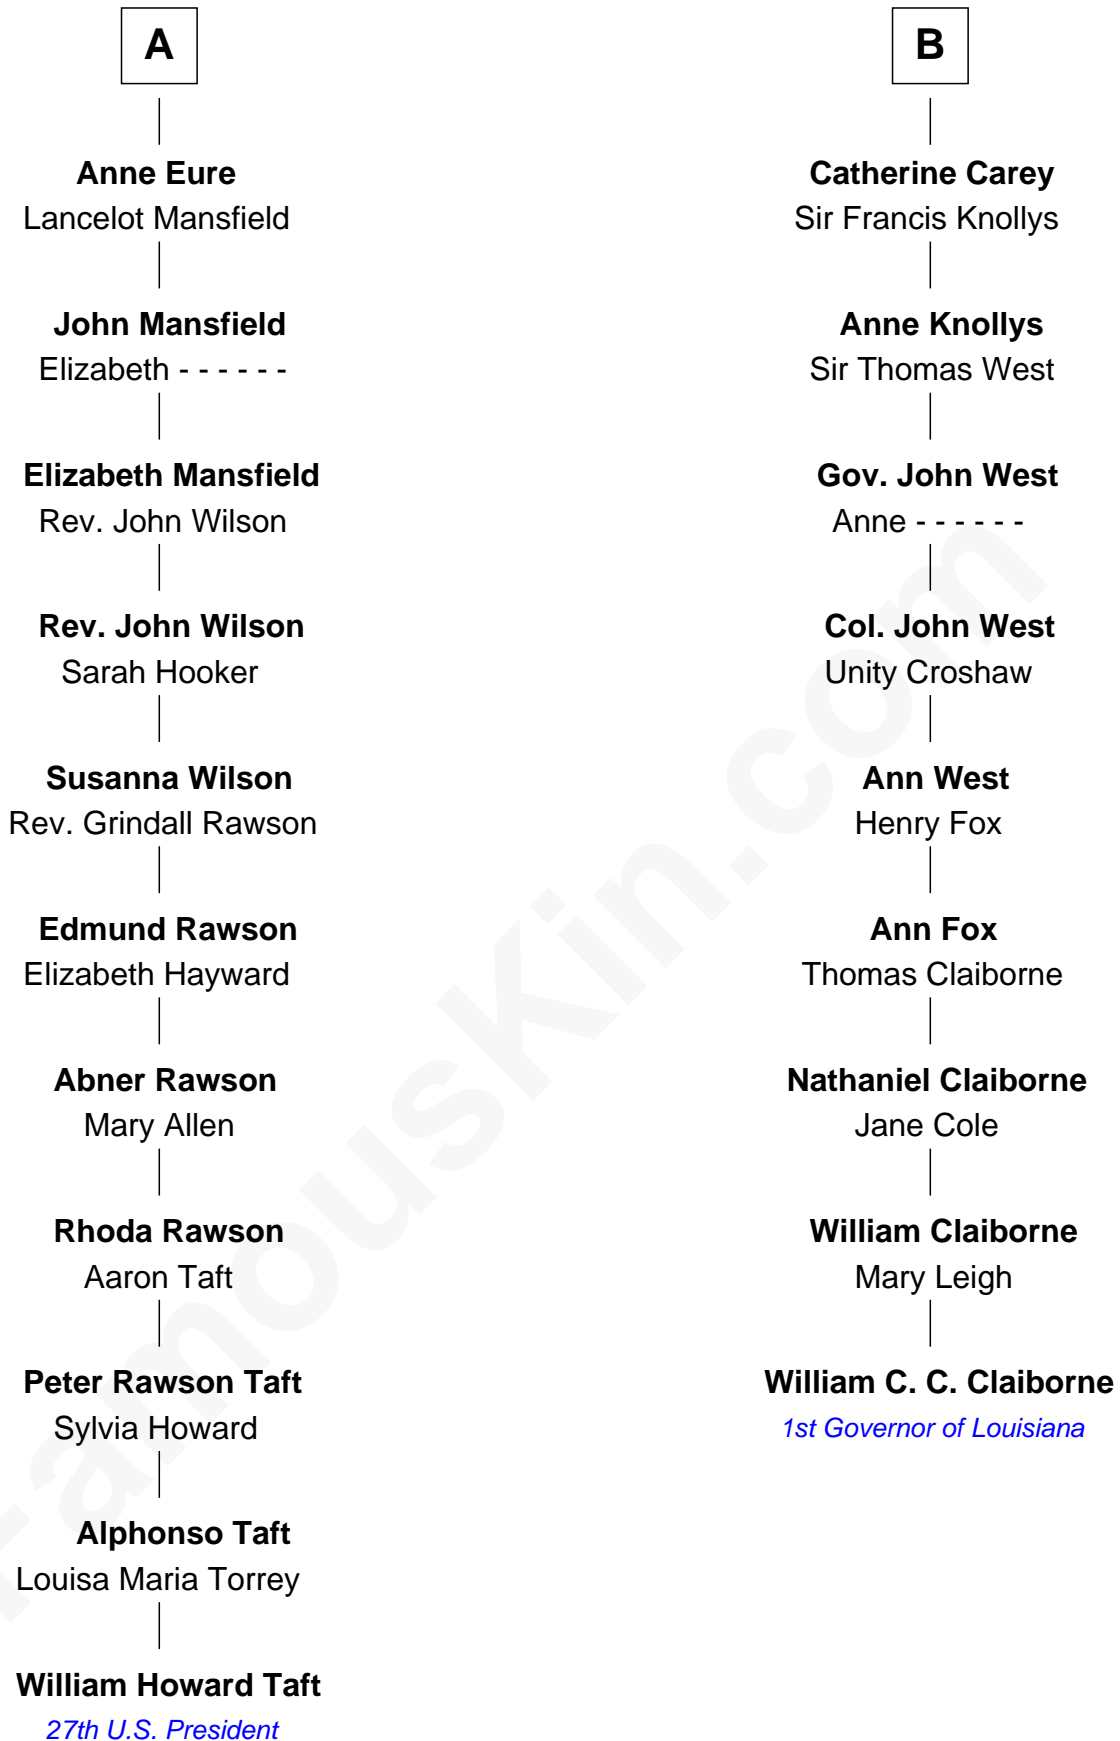 A
Anne Eure
Lancelot Mansfield
John Mansfield
Elizabeth - - - - - -
Elizabeth Mansfield
Rev. John Wilson
Rev. John Wilson
Sarah Hooker
Susanna Wilson
Rev. Grindall Rawson
Edmund Rawson
Elizabeth Hayward
Abner Rawson
Mary Allen
Rhoda Rawson
Aaron Taft
Peter Rawson Taft
Sylvia Howard
Alphonso Taft
Louisa Maria Torrey
William Howard Taft
27th U.S. President
B
Catherine Carey
Sir Francis Knollys
Anne Knollys
Sir Thomas West
Gov. John West
Anne - - - - - -
Col. John West
Unity Croshaw
Ann West
Henry Fox
Ann Fox
Thomas Claiborne
Nathaniel Claiborne
Jane Cole
William Claiborne
Mary Leigh
William C. C. Claiborne
1st Governor of Louisiana
FamousKin.com